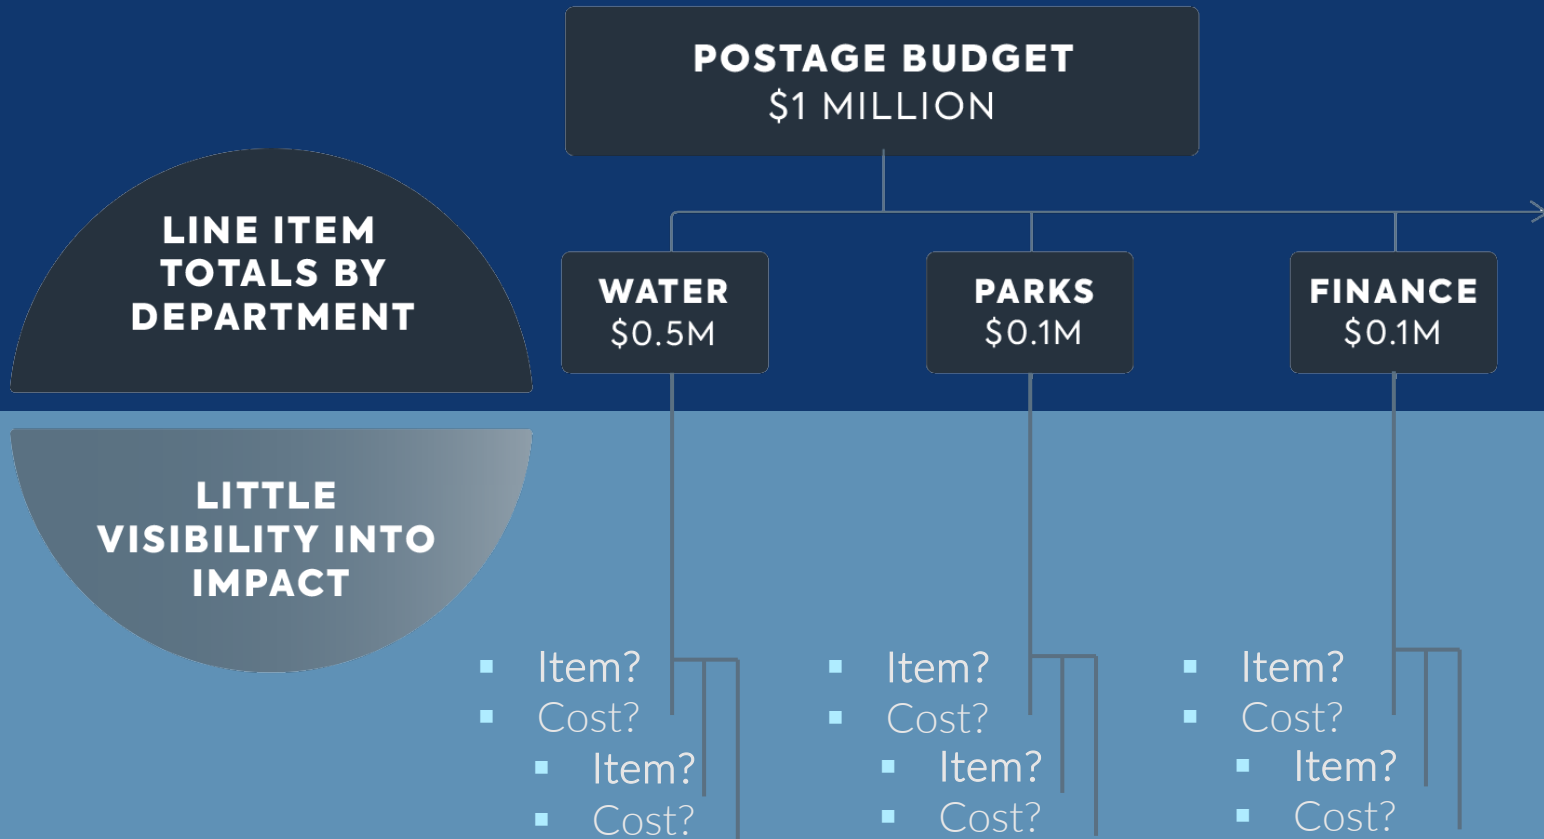 POSTAGE BUDGET
$1 MILLION
LINE ITEM
TOTALS BY
DEPARTMENT
WATER
$0.5M
PARKS
$0.1M
FINANCE
$0.1M
LITTLE
VISIBILITY INTO
IMPACT
Item?
Cost?
Item?
Cost?
Item?
Cost?
Item?
Cost?
Item?
Cost?
Item?
Cost?